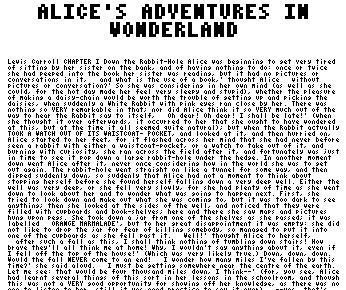 ALICE'S ADVENTURES IN
WONDERLAND
Lewis Carroll CHAPTER I Down the Rabbit-Hole Alice was beginning to get very tired
of sitting by her sister on the bank, and of having nothing to do: once or twice
she had peeped into the book her sister was reading, but it had no pictures or
conversations in it, `and what is the use of a book,' thought Alice `without
pictures or conversation?' So she was considering in her own mind (as well as she
could, for the hot day made her feel very sleepy and stupid), whether the pleasure
of making a daisy-chain would be worth the trouble of getting up and picking the
daisies, when suddenly a White Rabbit with pink eyes ran close by her. There was
nothing so VERY remarkable in that; nor did Alice think it so VERY much out of the
way to hear the Rabbit say to itself, `Oh dear! Oh dear! I shall be late!' (when
she thought it over afterwards, it occurred to her that she ought to have wondered
at this, but at the time it all seemed quite natural); but when the Rabbit actually
TOOK A WATCH OUT OF ITS WAISTCOAT- POCKET, and looked at it, and then hurried on,
Alice started to her feet, for it flashed across her mind that she had never before
seen a rabbit with either a waistcoat-pocket, or a watch to take out of it, and
burning with curiosity, she ran across the field after it, and fortunately was just
in time to see it pop down a large rabbit-hole under the hedge. In another moment
down went Alice after it, never once considering how in the world she was to get
out again. The rabbit-hole went straight on like a tunnel for some way, and then
dipped suddenly down, so suddenly that Alice had not a moment to think about
stopping herself before she found herself falling down a very deep well. Either the
well was very deep, or she fell very slowly, for she had plenty of time as she went
down to look about her and to wonder what was going to happen next. First, she
tried to look down and make out what she was coming to, but it was too dark to see
anything; then she looked at the sides of the well, and noticed that they were
filled with cupboards and book-shelves; here and there she saw maps and pictures
hung upon pegs. She took down a jar from one of the shelves as she passed; it was
labelled `ORANGE MARMALADE', but to her great disappointment it was empty: she did
not like to drop the jar for fear of killing somebody, so managed to put it into
one of the cupboards as she fell past it. `Well!' thought Alice to herself,
`after such a fall as this, I shall think nothing of tumbling down stairs! How
brave they'll all think me at home! Why, I wouldn't say anything about it, even if
I fell off the top of the house!' (Which was very likely true.) Down, down, down.
Would the fall NEVER come to an end! `I wonder how many miles I've fallen by this
time?' she said aloud. `I must be getting somewhere near the centre of the earth.
Let me see: that would be four thousand miles down, I think--' (for, you see, Alice
had learnt several things of this sort in her lessons in the schoolroom, and though
this was not a VERY good opportunity for showing off her knowledge, as there was no